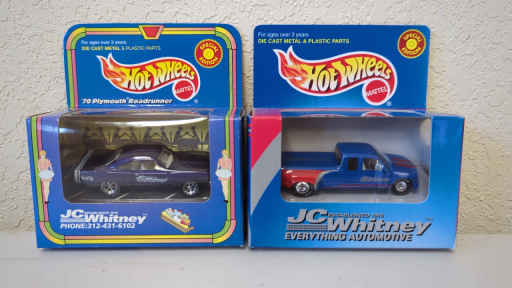 For ages over 3 years.
DIE CAST METAL & PLASTIC PARTS
SPECIAL EDITION
Hot Wheels
MATTEL
70 Plymouth Roadrunner
JC Whitney
PHONE: 312-431-6102
For ages over 3 years
DIE CAST METAL & PLASTIC PARTS
SPECIAL EDITION
Hot Wheels
MATTEL
JC Whitney
EVERYTHING AUTOMOTIVE